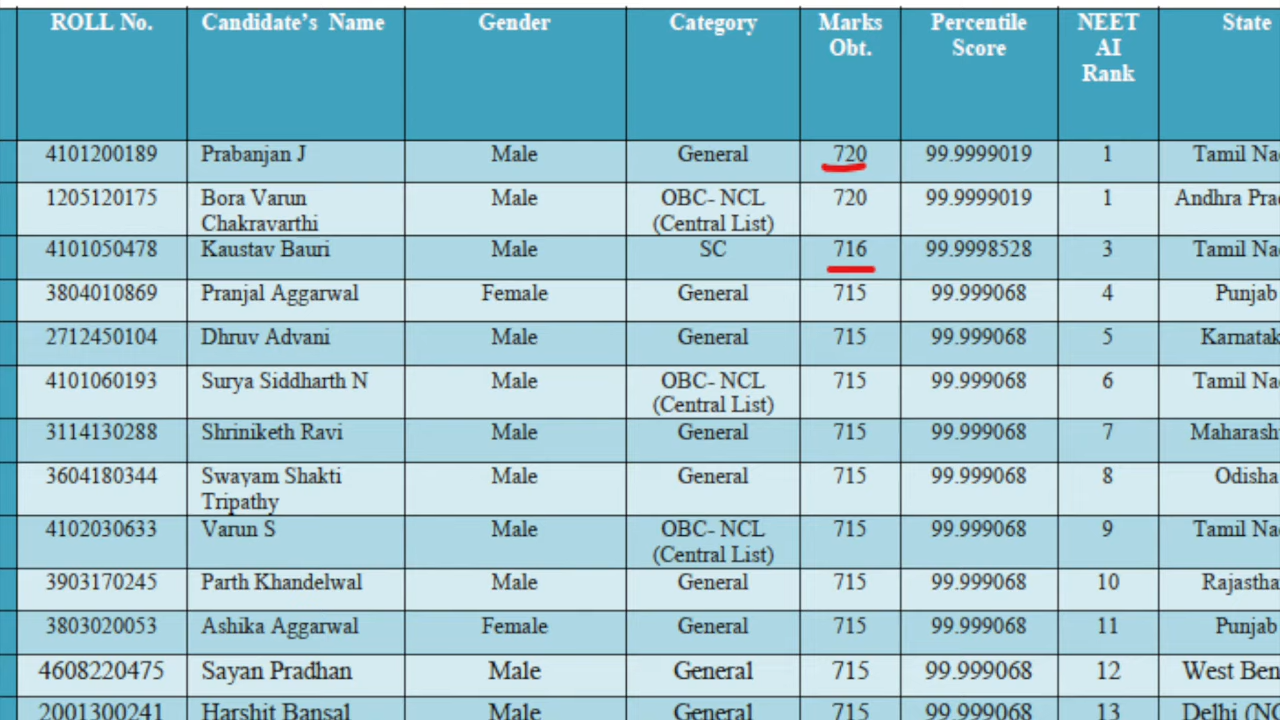 ROLL No. Candidate's Name Gender Category Marks Obt. Percentile Score NEET AI Rank State
4101200189 Prabanjan J Male General 720 99.9999019 1 Tamil Na
1205120175 Bora Varun Chakravarthi Male OBC- NCL (Central List) 720 99.9999019 1 Andhra Prad
4101050478 Kaustav Bauri Male SC 716 99.9998528 3 Tamil Na
3804010869 Pranjal Aggarwal Female General 715 99.999068 4 Punjab
2712450104 Dhruv Advani Male General 715 99.999068 5 Karnatak
4101060193 Surya Siddharth N Male OBC- NCL (Central List) 715 99.999068 6 Tamil Na
3114130288 Shriniketh Ravi Male General 715 99.999068 7 Maharash
3604180344 Swayam Shakti Tripathy Male General 715 99.999068 8 Odisha
4102030633 Varun S Male OBC- NCL (Central List) 715 99.999068 9 Tamil Na
3903170245 Parth Khandelwal Male General 715 99.999068 10 Rajastha
3803020053 Ashika Aggarwal Female General 715 99.999068 11 Punjab
4608220475 Sayan Pradhan Male General 715 99.999068 12 West Ben
2001300241 Harshit Bansal Male General 715 99.999068 13 Delhi (NC